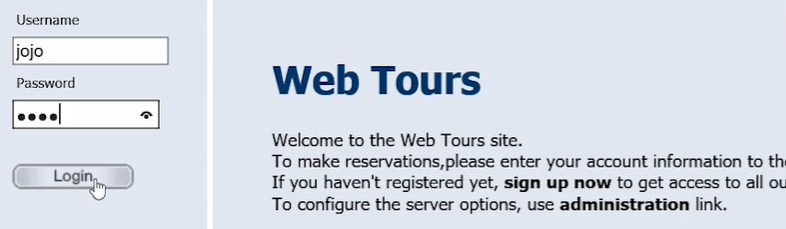 Username
jojo
Password
Login
Web Tours
Welcome to the Web Tours site.
To make reservations,please enter your account information to the
If you haven't registered yet, sign up now to get access to all ou
To configure the server options, use administration link.